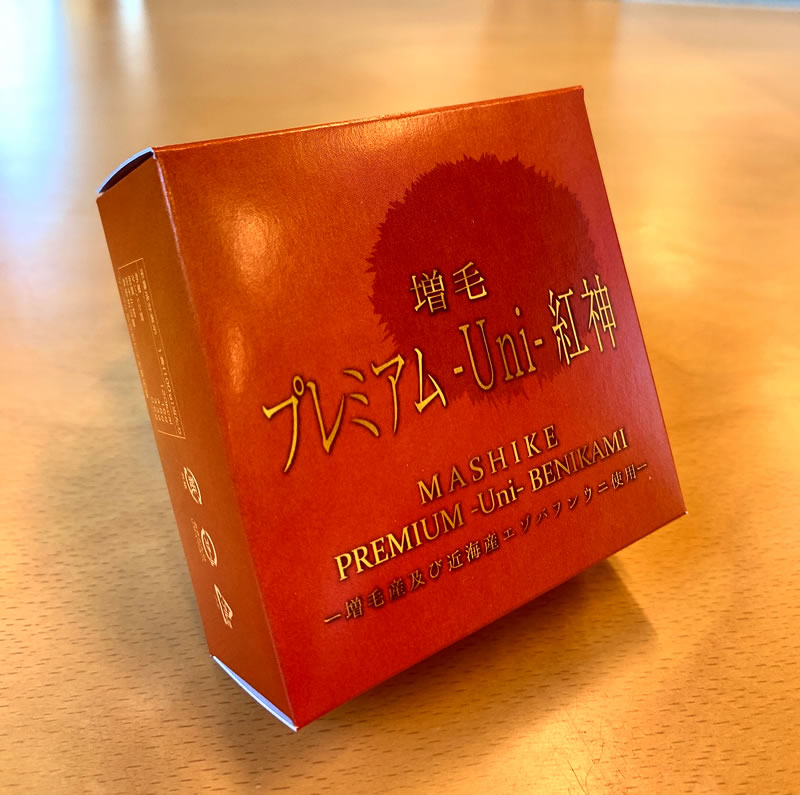 増毛
プレミアム-Uni-紅神
MASHIKE
PREMIUM -Uni- BENIKAMI
ー増毛産及び近海産エゾバフンウニ使用ー